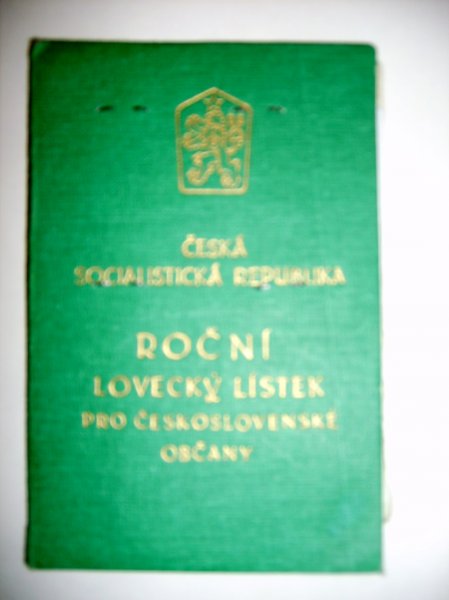 ČESKÁ
SOCIALISTICKÁ REPUBLIKA
ROČNÍ
LOVECKÝ LÍSTEK
PRO ČESKOSLOVENSKÉ
OBČANY